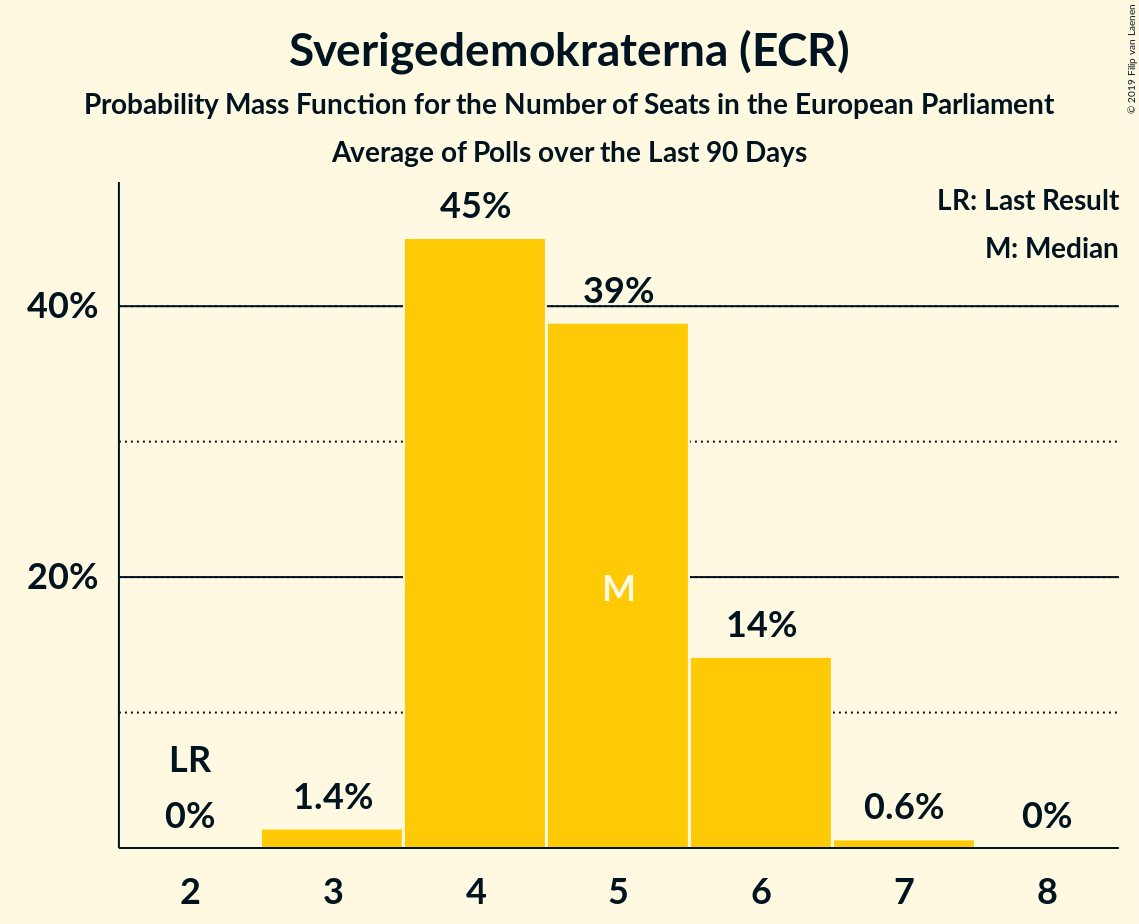 Sverigedemokraterna (ECR)
Probability Mass Function for the Number of Seats in the European Parliament
Average of Polls over the Last 90 Days
© 2019 Filip van Laenen
LR: Last Result
M: Median
45%
39%
40%
M
20%
14%
LR
0%
1.4%
0.6%
0%
2 3 4 5 6 7 8